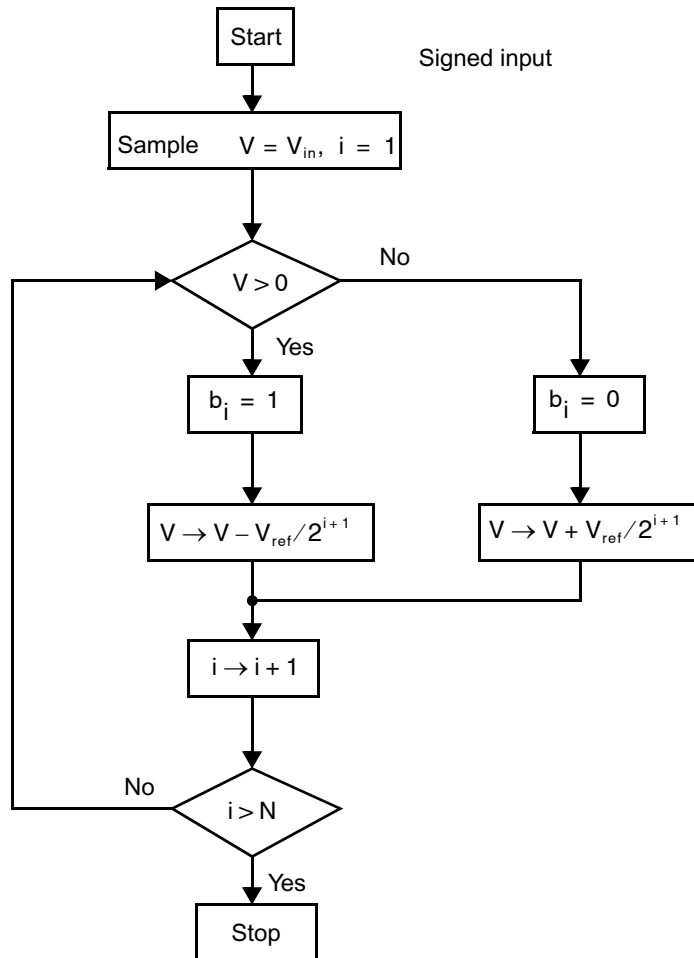 Start
Signed input
Sample V = V_in, i = 1
V > 0
No
Yes
b_i = 1
b_i = 0
V → V − V_ref ∕ 2^{i + 1}
V → V + V_ref ∕ 2^{i + 1}
i → i + 1
No
i > N
Yes
Stop